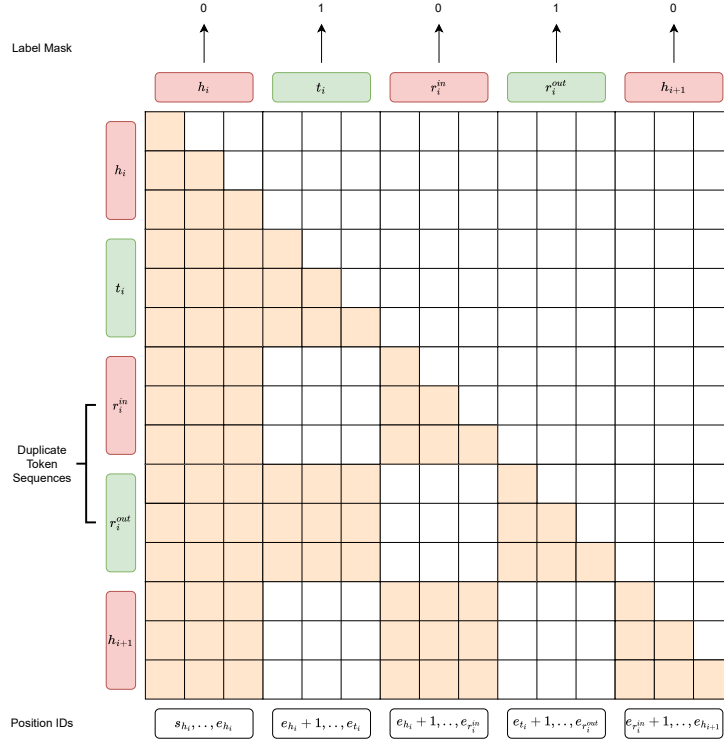 0 1 0 1 0
Label Mask
h_i t_i r_i^{in} r_i^{out} h_{i+1}
h_i
t_i
r_i^{in}
Duplicate
Token
Sequences
r_i^{out}
h_{i+1}
Position IDs
s_{h_i}, . . , e_{h_i} e_{h_i} + 1, . . , e_{t_i} e_{h_i} + 1, . . , e_{r_i^{in}} e_{t_i} + 1, . . , e_{r_i^{out}} e_{r_i^{in}} + 1, . . , e_{h_{i+1}}